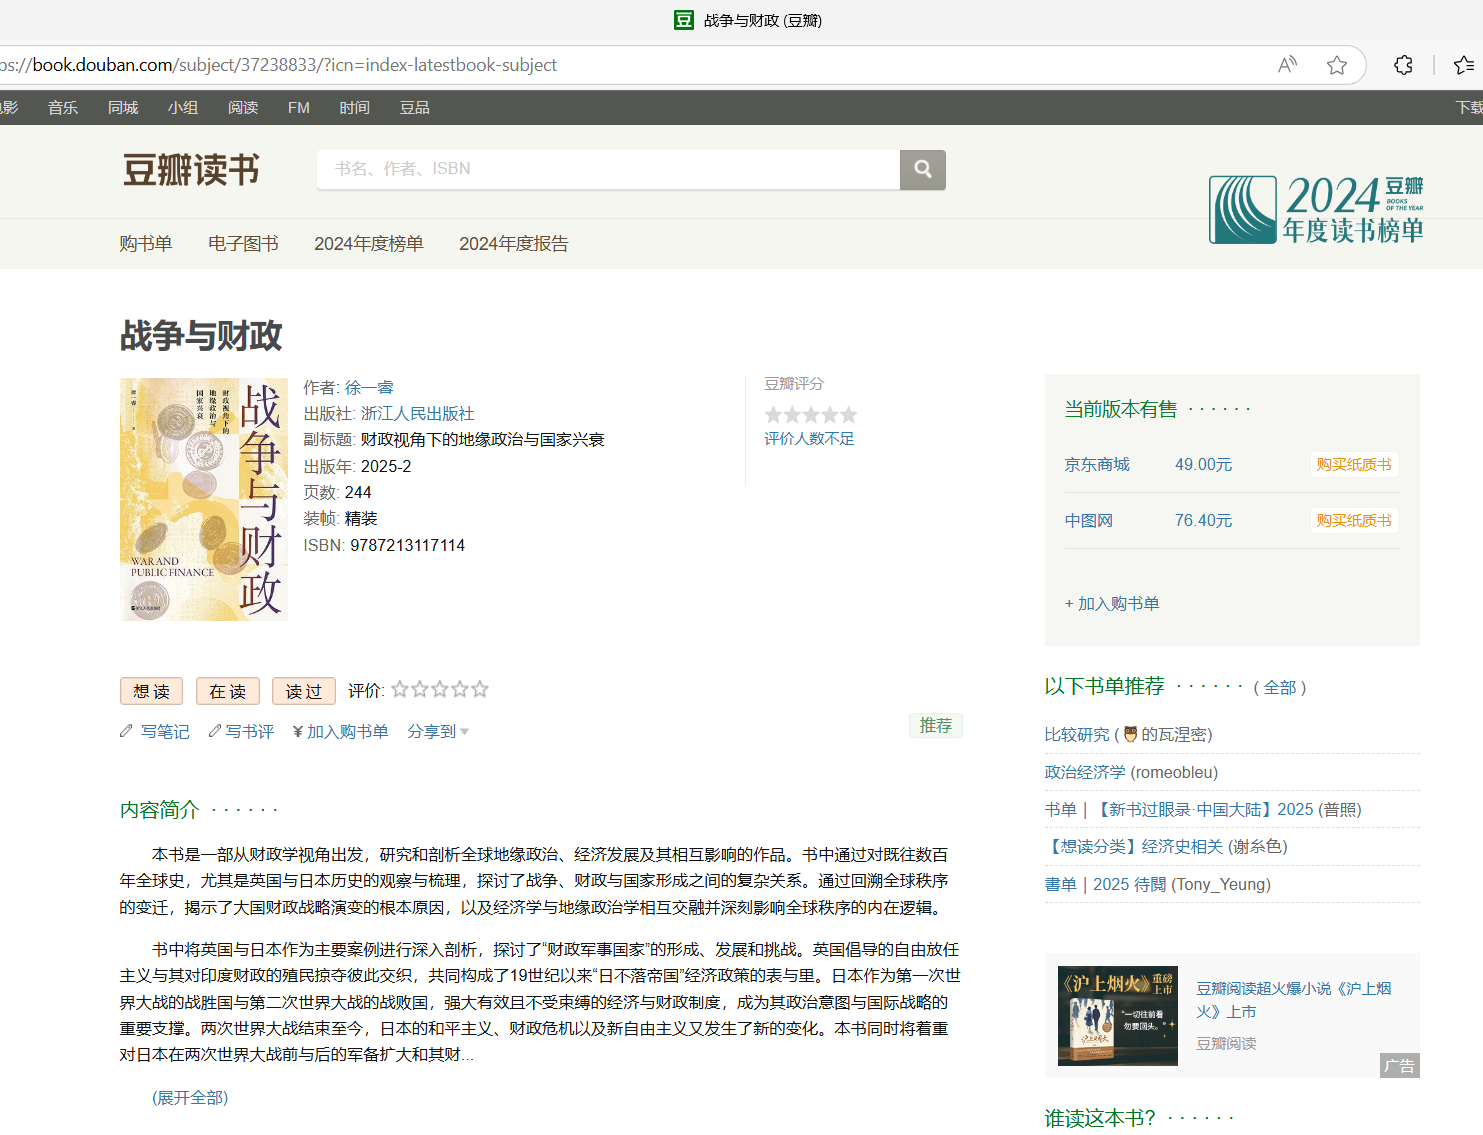 战争与财政 (豆瓣)
ps://book.douban.com/subject/37238833/?icn=index-latestbook-subject
电影 音乐 同城 小组 阅读 FM 时间 豆品 下载
豆瓣读书
书名、作者、ISBN
2024 豆瓣
BOOKS
OF THE YEAR
年度读书榜单
购书单 电子图书 2024年度榜单 2024年度报告
战争与财政
徐一睿 著
财政视角下的
地缘政治与
国家兴衰
战争与财政
WAR AND
PUBLIC FINANCE
作者: 徐一睿
出版社: 浙江人民出版社
副标题: 财政视角下的地缘政治与国家兴衰
出版年: 2025-2
页数: 244
装帧: 精装
ISBN: 9787213117114
豆瓣评分
评价人数不足
想读 在读 读过 评价:
写笔记 写书评 ¥加入购书单 分享到 推荐
内容简介 · · · · · ·
本书是一部从财政学视角出发，研究和剖析全球地缘政治、经济发展及其相互影响的作品。书中通过对既往数百
年全球史，尤其是英国与日本历史的观察与梳理，探讨了战争、财政与国家形成之间的复杂关系。通过回溯全球秩序
的变迁，揭示了大国财政战略演变的根本原因，以及经济学与地缘政治学相互交融并深刻影响全球秩序的内在逻辑。
书中将英国与日本作为主要案例进行深入剖析，探讨了“财政军事国家”的形成、发展和挑战。英国倡导的自由放任
主义与其对印度财政的殖民掠夺彼此交织，共同构成了19世纪以来“日不落帝国”经济政策的表与里。日本作为第一次世
界大战的战胜国与第二次世界大战的战败国，强大有效且不受束缚的经济与财政制度，成为其政治意图与国际战略的
重要支撑。两次世界大战结束至今，日本的和平主义、财政危机以及新自由主义又发生了新的变化。本书同时将着重
对日本在两次世界大战前与后的军备扩大和其财...
(展开全部)
当前版本有售 · · · · · ·
京东商城 49.00元 购买纸质书
中图网 76.40元 购买纸质书
+ 加入购书单
以下书单推荐 · · · · · · ( 全部 )
比较研究 (🦉的瓦涅密)
政治经济学 (romeobleu)
书单｜【新书过眼录·中国大陆】2025 (普照)
【想读分类】经济史相关 (谢糸色)
書单｜2025 待閱 (Tony_Yeung)
《沪上烟火》重磅
上市
“一切往前看
勿要回头。”
沪上烟火
豆瓣阅读超火爆小说《沪上烟
火》上市
豆瓣阅读
广告
谁读这本书? · · · · · ·